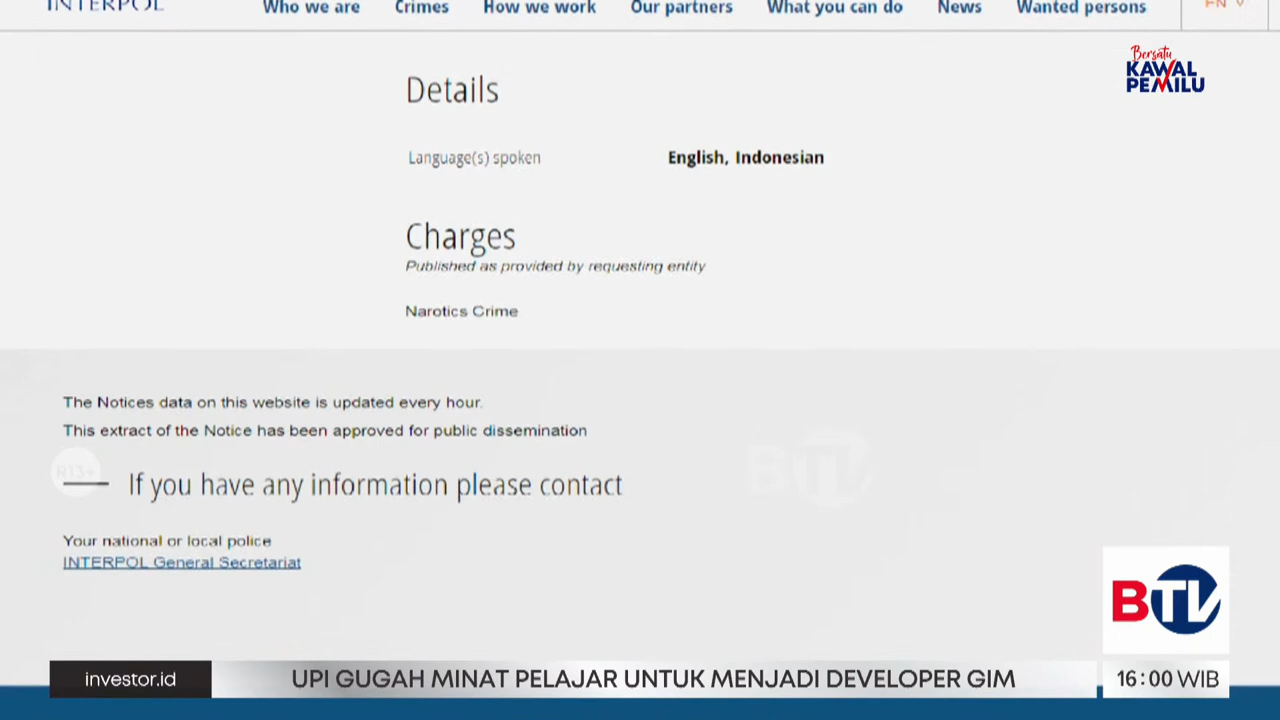 INTERPOL
Who we are Crimes How we work Our partners What you can do News Wanted persons EN
Bersatu
KAWAL
PEMILU
Details
Language(s) spoken English, Indonesian
Charges
Published as provided by requesting entity
Narotics Crime
The Notices data on this website is updated every hour.
This extract of the Notice has been approved for public dissemination
R13+
BTV
If you have any information please contact
Your national or local police
INTERPOL General Secretariat
BTV
investor.id UPI GUGAH MINAT PELAJAR UNTUK MENJADI DEVELOPER GIM 16:00 WIB